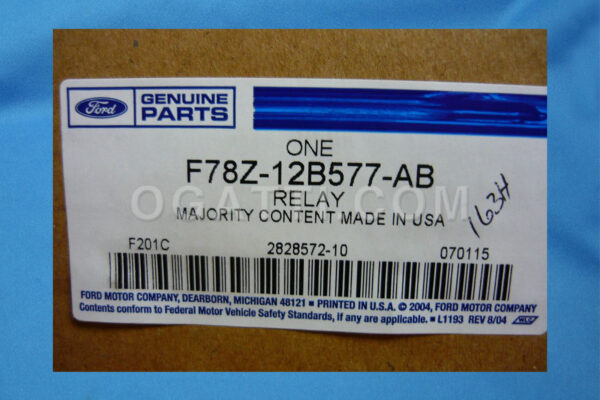 Ford
GENUINE
PARTS
ONE
F78Z-12B577-AB
OGATA.COM
RELAY
MAJORITY CONTENT MADE IN USA
163H
F201C 2828572-10 070115
FORD MOTOR COMPANY, DEARBORN, MICHIGAN 48121 ▪ PRINTED IN U.S.A. © 2004, FORD MOTOR COMPANY
Contents conform to Federal Motor Vehicle Safety Standards, if any are applicable. ▪ L1193 REV 8/04